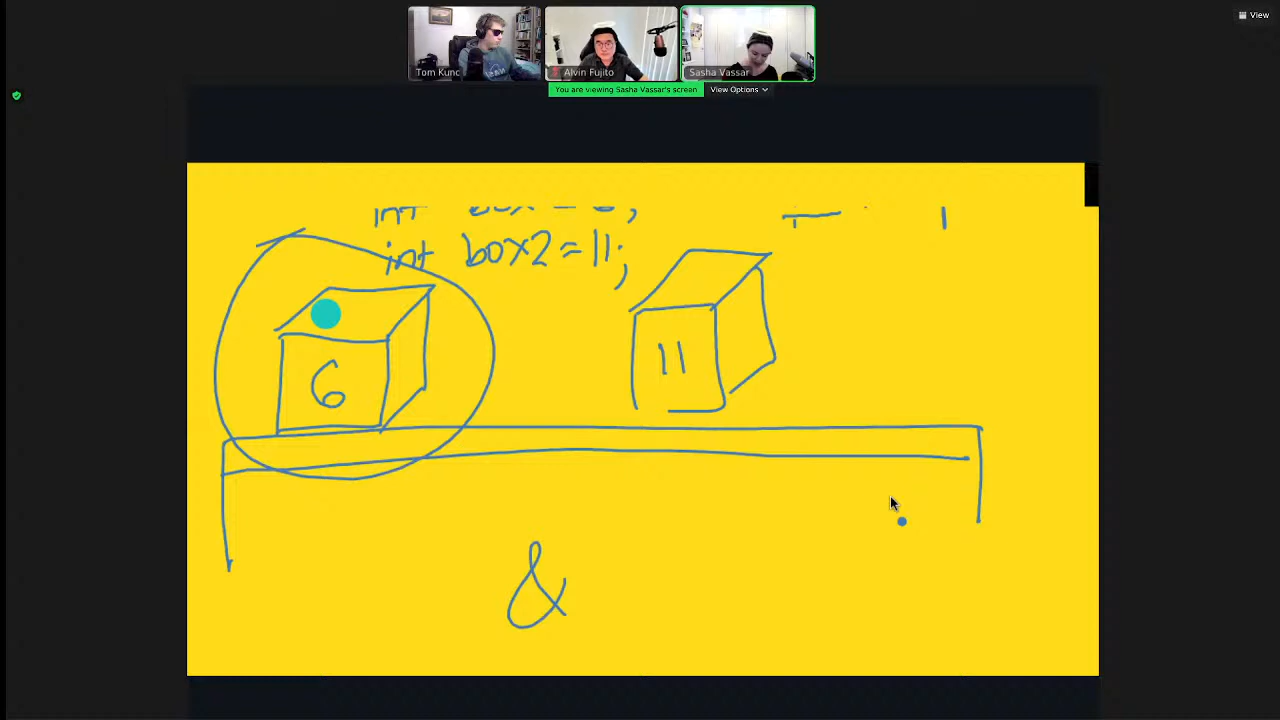 View
Tom Kunc
Alvin Fujito
Sasha Vassar
You are viewing Sasha Vassar's screen
View Options
int box2 = 11;
6
11
&